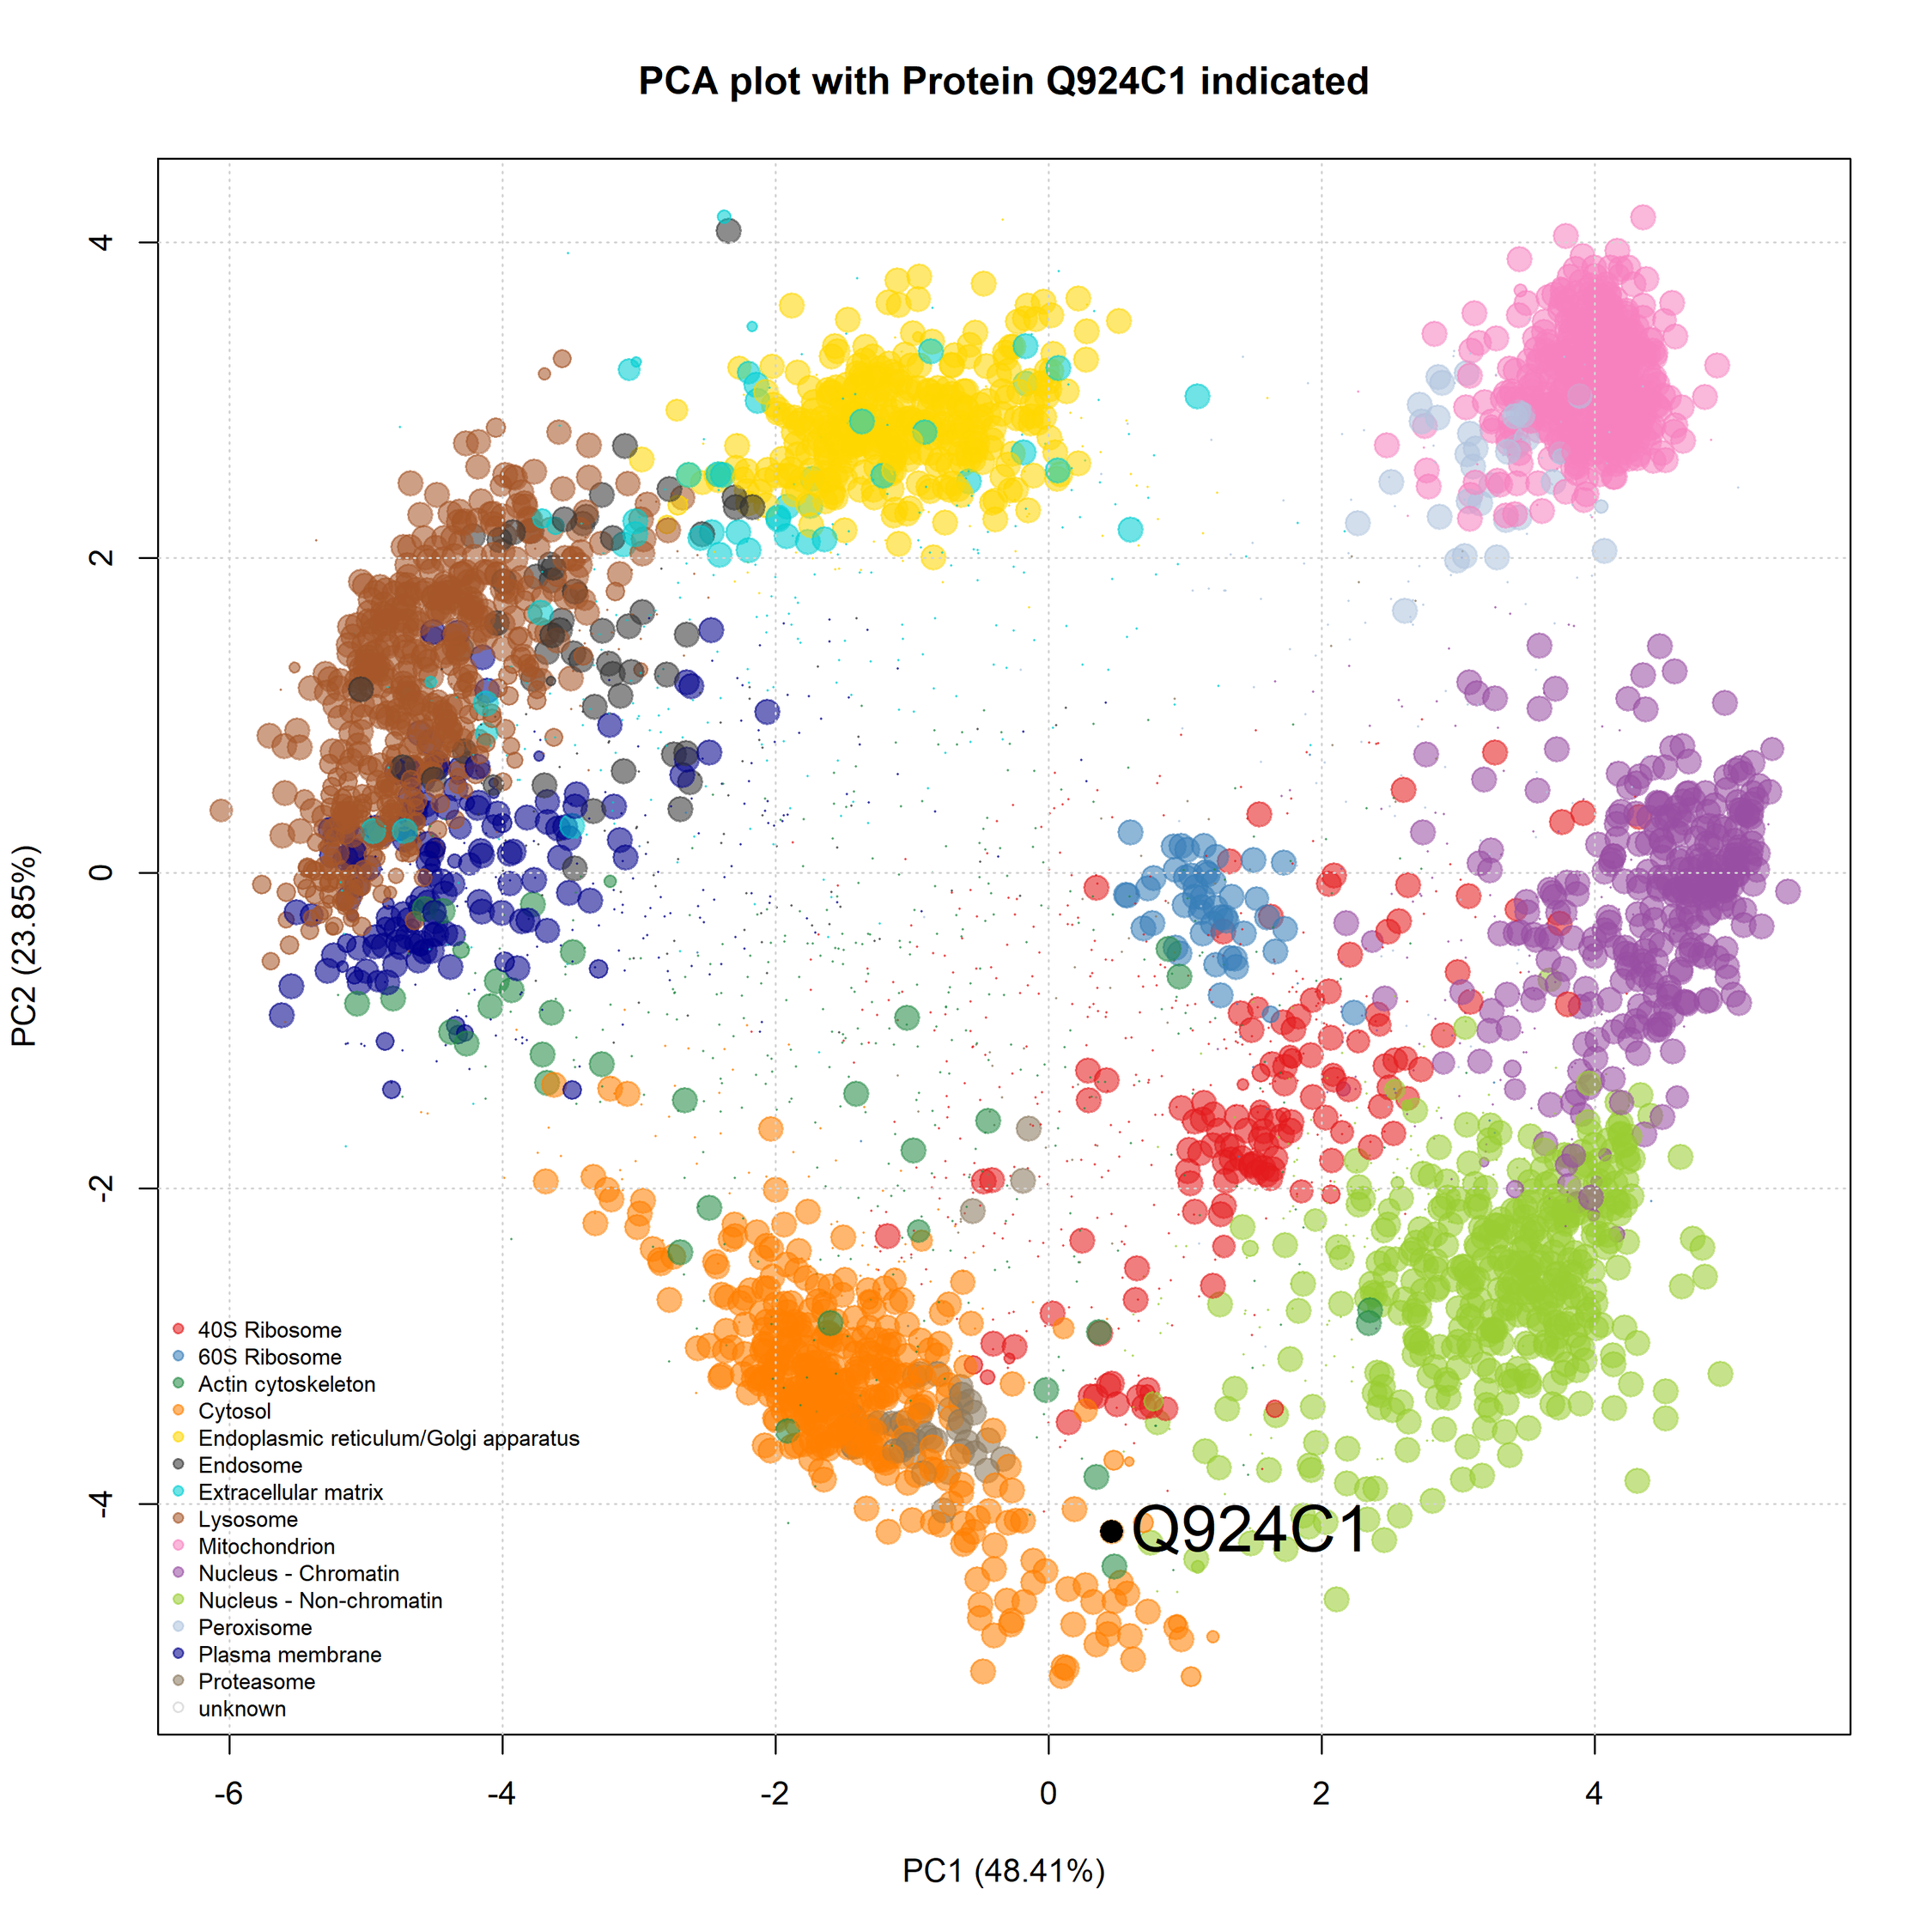 PCA plot with Protein Q924C1 indicated
4
2
0
-2
-4
PC2 (23.85%)
Q924C1
40S Ribosome
60S Ribosome
Actin cytoskeleton
Cytosol
Endoplasmic reticulum/Golgi apparatus
Endosome
Extracellular matrix
Lysosome
Mitochondrion
Nucleus - Chromatin
Nucleus - Non-chromatin
Peroxisome
Plasma membrane
Proteasome
unknown
-6 -4 -2 0 2 4
PC1 (48.41%)